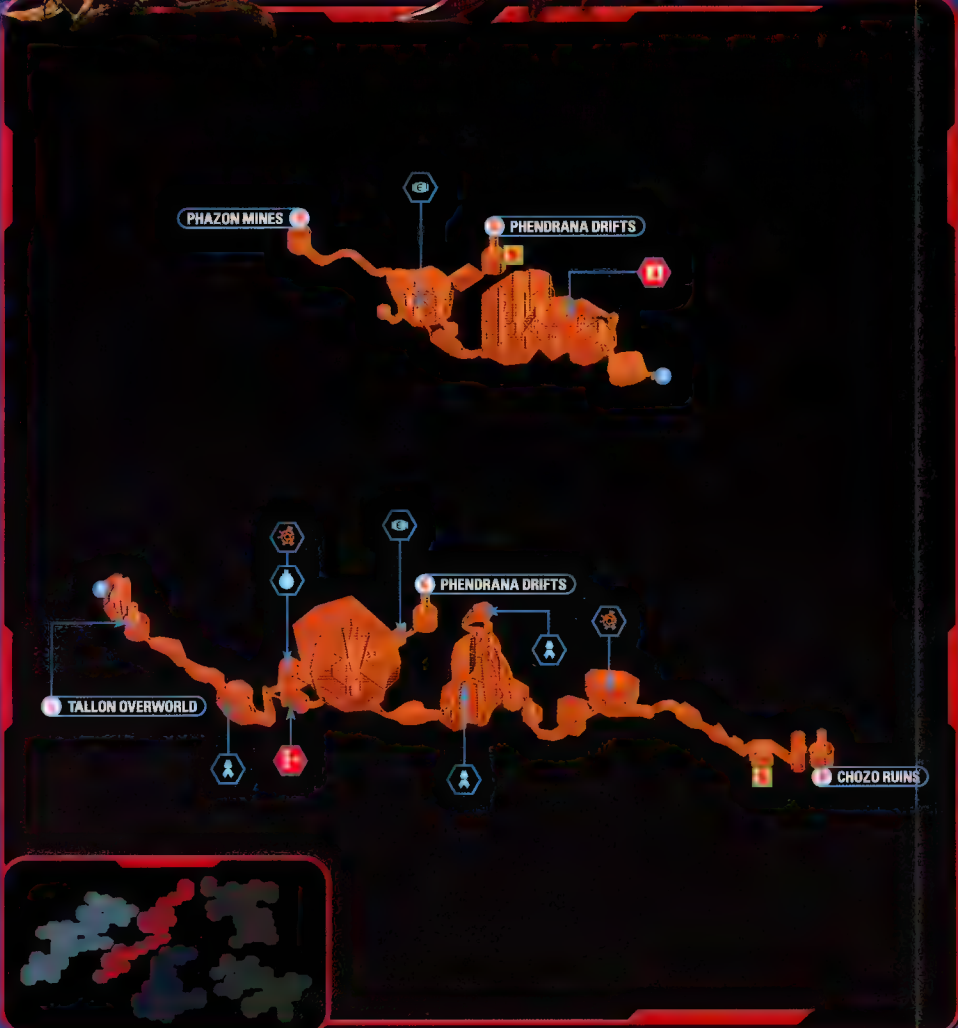 PHAZON MINES
PHENDRANA DRIFTS
PHENDRANA DRIFTS
TALLON OVERWORLD
CHOZO RUINS